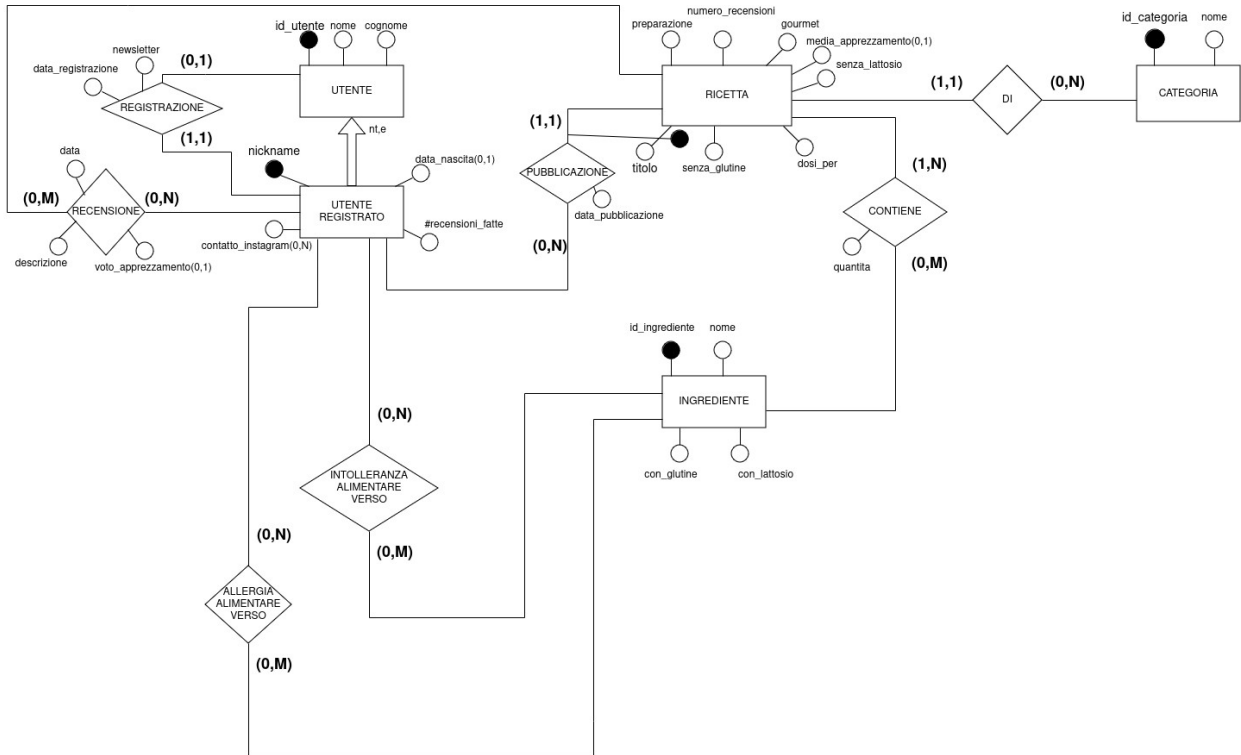 id_utente
nome
cognome
newsletter
data_registrazione
(0,1)
REGISTRAZIONE
UTENTE
(1,1)
nt,e
preparazione
numero_recensioni
gourmet
media_apprezzamento(0,1)
senza_lattosio
RICETTA
(1,1)
titolo
senza_glutine
dosi_per
(1,1)
DI
(0,N)
id_categoria
nome
CATEGORIA
data
(0,M)
RECENSIONE
(0,N)
descrizione
voto_apprezzamento(0,1)
nickname
data_nascita(0,1)
UTENTE
REGISTRATO
contatto_instagram(0,N)
#recensioni_fatte
PUBBLICAZIONE
data_pubblicazione
(0,N)
(1,N)
CONTIENE
quantita
(0,M)
id_ingrediente
nome
INGREDIENTE
con_glutine
con_lattosio
(0,N)
INTOLLERANZA
ALIMENTARE
VERSO
(0,M)
(0,N)
ALLERGIA
ALIMENTARE
VERSO
(0,M)